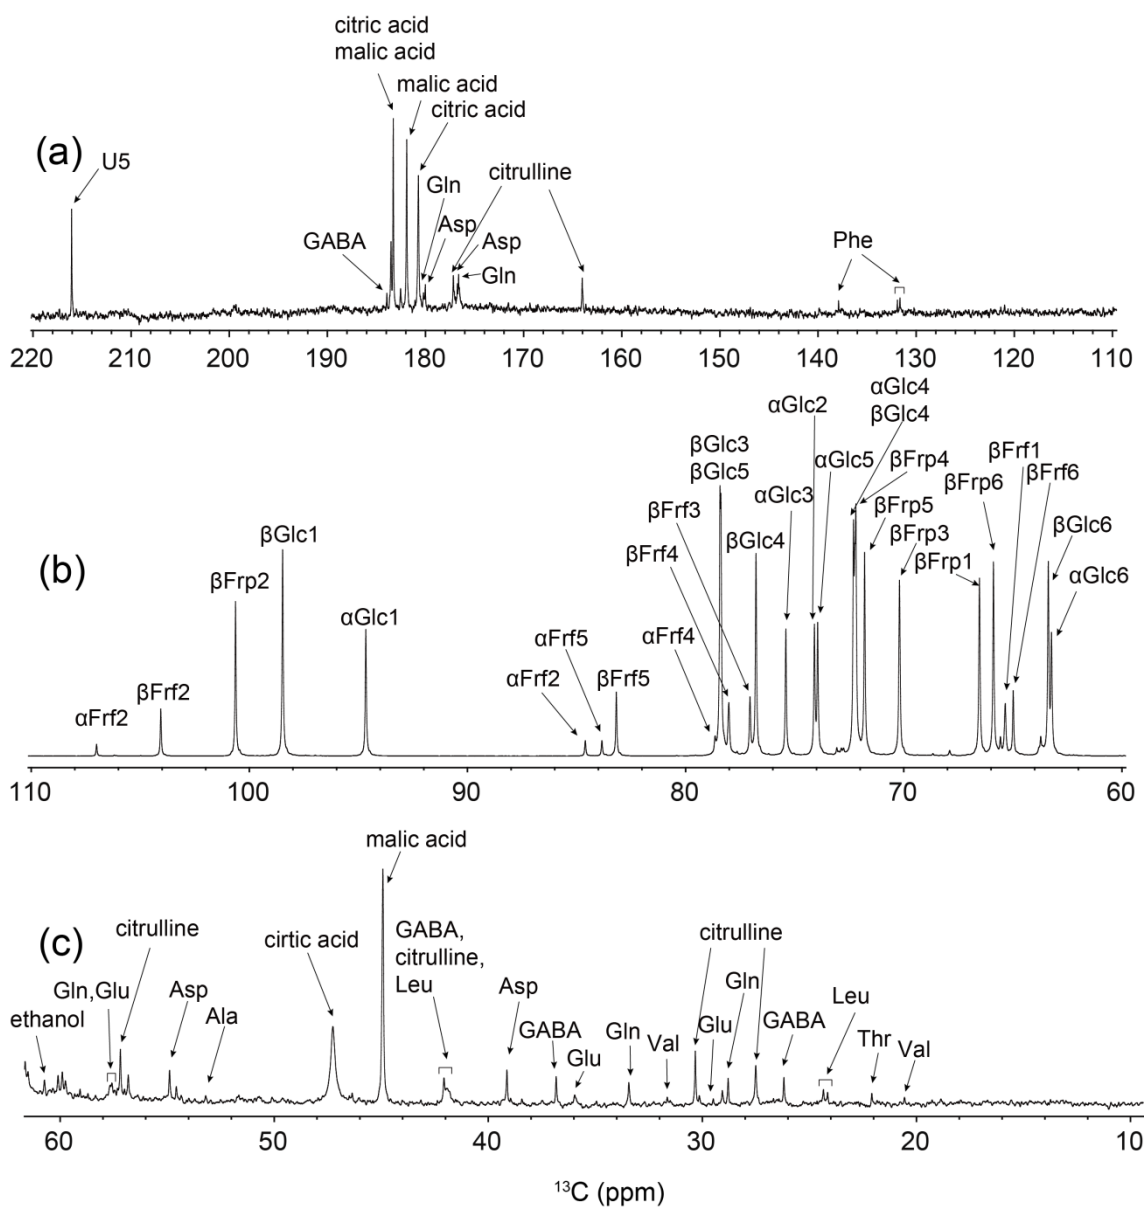 citric acid
malic acid
malic acid
citric acid
(a)
U5
Gln
citrulline
Asp
Asp
Gln
GABA
Phe
220 210 200 190 180 170 160 150 140 130 120 110
αGlc4
βGlc4
αGlc2
βGlc3
βGlc5
αGlc5
βFrp4
βFrf1
βFrf6
αGlc3
βFrp6
βFrp5
βFrf3
βGlc6
βFrp3
βGlc1
(b)
βFrf4
βGlc4
βFrp1
αGlc6
βFrp2
αGlc1
αFrf5
αFrf4
αFrf2
βFrf5
βFrf2
αFrf2
110 100 90 80 70 60
malic acid
(c)
citrulline
cirtic acid
GABA,
citrulline,
Leu
citrulline
Gln,Glu
Asp
Asp
Gln
Leu
ethanol
Ala
GABA
Glu
Gln
Val
Glu
GABA
Thr
Val
60 50 40 30 20 10
¹³C (ppm)